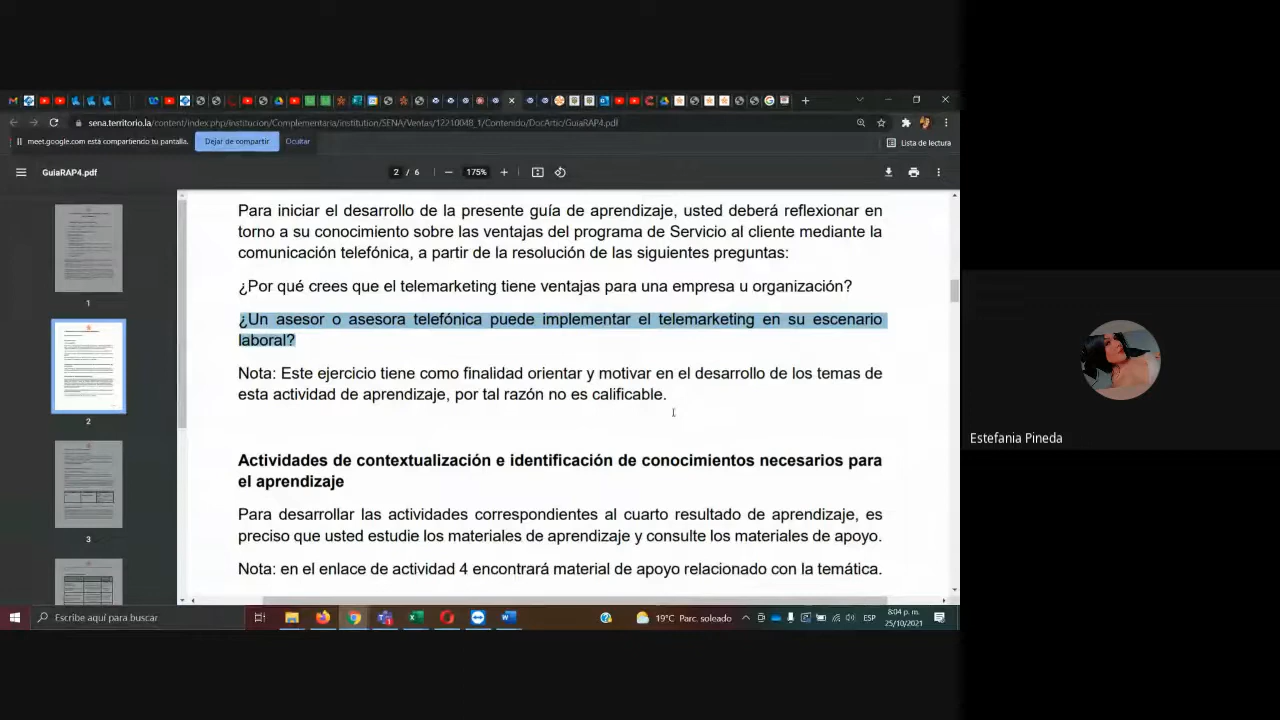 sena.territorio.la/content/index.php/institucion/Complementaria/institution/SENA/Ventas/12210048_1/Contenido/DocArtic/GuiaRAP4.pdf
meet.google.com está compartiendo tu pantalla.
Dejar de compartir
Ocultar
Lista de lectura
GuiaRAP4.pdf
2 / 6
175%
1
2
3
Para iniciar el desarrollo de la presente guía de aprendizaje, usted deberá reflexionar en
torno a su conocimiento sobre las ventajas del programa de Servicio al cliente mediante la
comunicación telefónica, a partir de la resolución de las siguientes preguntas:
¿Por qué crees que el telemarketing tiene ventajas para una empresa u organización?
¿Un asesor o asesora telefónica puede implementar el telemarketing en su escenario
laboral?
Nota: Este ejercicio tiene como finalidad orientar y motivar en el desarrollo de los temas de
esta actividad de aprendizaje, por tal razón no es calificable.
Actividades de contextualización e identificación de conocimientos necesarios para
el aprendizaje
Para desarrollar las actividades correspondientes al cuarto resultado de aprendizaje, es
preciso que usted estudie los materiales de aprendizaje y consulte los materiales de apoyo.
Nota: en el enlace de actividad 4 encontrará material de apoyo relacionado con la temática.
Estefania Pineda
Escribe aquí para buscar
19°C Parc. soleado
ESP
8:04 p. m.
25/10/2021